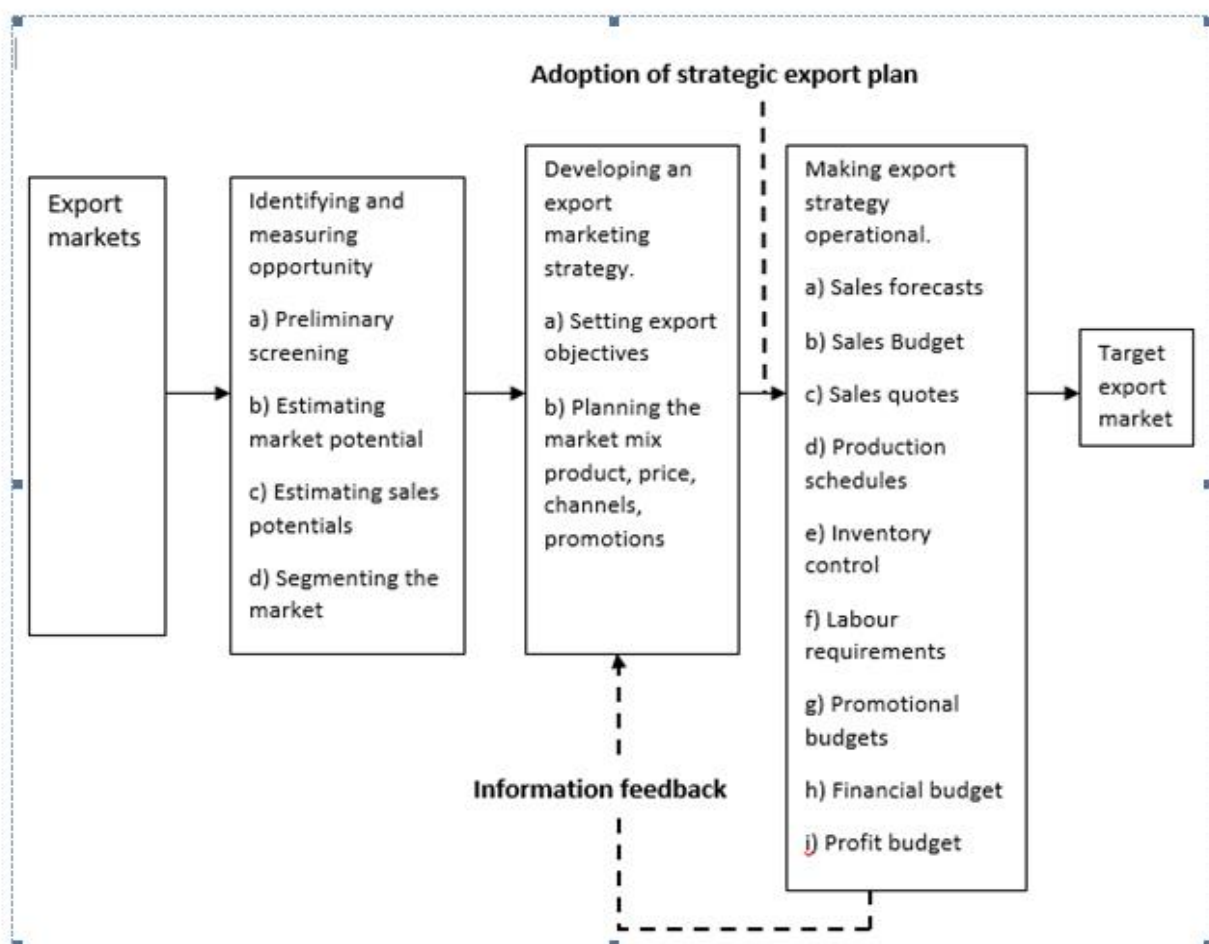 Adoption of strategic export plan
Export
markets
Identifying and
measuring
opportunity
a) Preliminary
screening
b) Estimating
market potential
c) Estimating sales
potentials
d) Segmenting the
market
Developing an
export
marketing
strategy.
a) Setting export
objectives
b) Planning the
market mix
product, price,
channels,
promotions
Making export
strategy
operational.
a) Sales forecasts
b) Sales Budget
c) Sales quotes
d) Production
schedules
e) Inventory
control
f) Labour
requirements
g) Promotional
budgets
h) Financial budget
i) Profit budget
Target
export
market
Information feedback